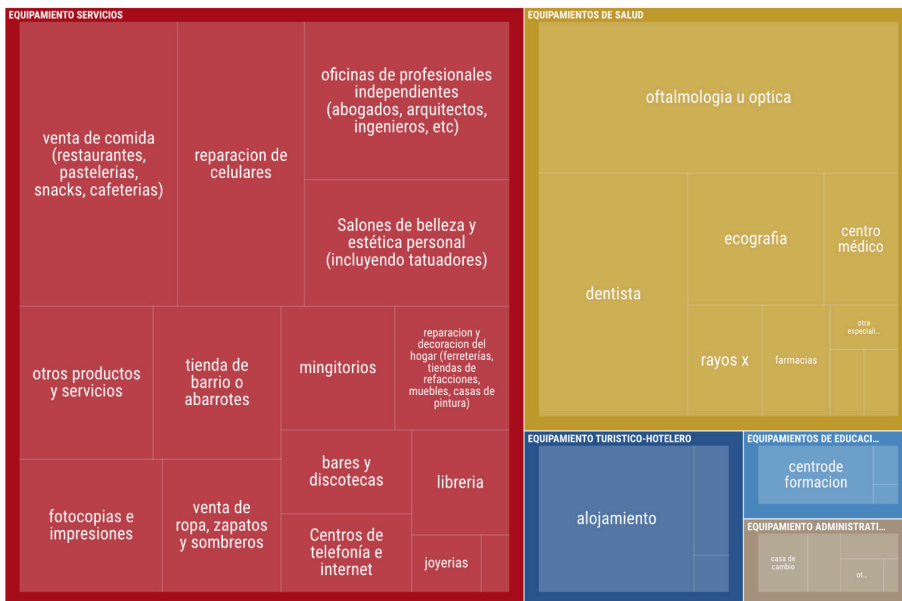 EQUIPAMIENTO SERVICIOS
venta de comida
(restaurantes,
pastelerias,
snacks, cafeterias)
reparacion de
celulares
oficinas de profesionales
independientes
(abogados, arquitectos,
ingenieros, etc)
Salones de belleza y
estética personal
(incluyendo tatuadores)
otros productos
y servicios
tienda de
barrio o
abarrotes
mingitorios
reparacion y
decoracion del
hogar (ferreterías,
tiendas de
refacciones,
muebles, casas de
pintura)
fotocopias e
impresiones
venta de
ropa, zapatos
y sombreros
bares y
discotecas
libreria
Centros de
telefonía e
internet
joyerias
EQUIPAMIENTOS DE SALUD
oftalmologia u optica
dentista
ecografia
centro
médico
rayos x
farmacias
otra
especiali...
EQUIPAMIENTO TURISTICO-HOTELERO
alojamiento
EQUIPAMIENTOS DE EDUCACI...
centrode
formacion
EQUIPAMIENTO ADMINISTRATI...
casa de
cambio
ot...